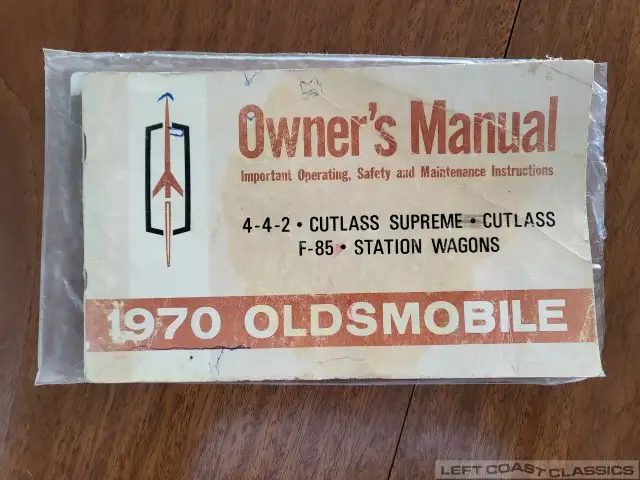 Owner's Manual
Important Operating, Safety and Maintenance Instructions
4-4-2 • CUTLASS SUPREME • CUTLASS
F-85 • STATION WAGONS
1970 OLDSMOBILE
LEFT COAST CLASSICS